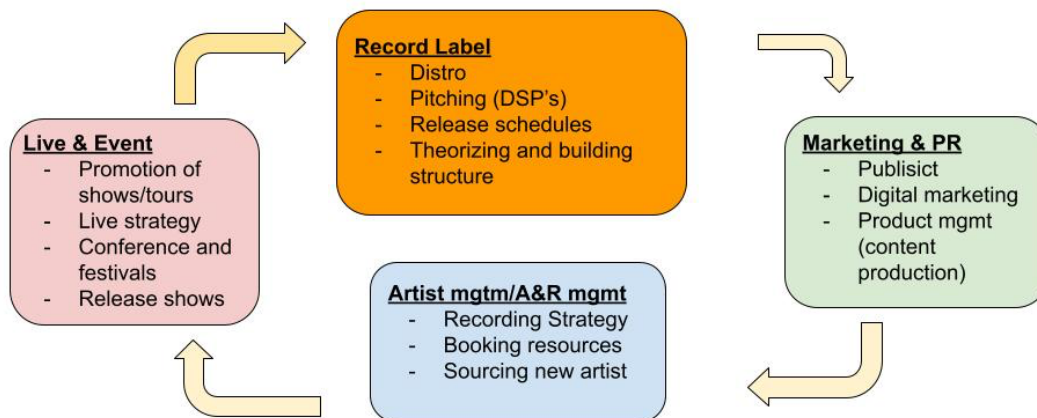 Record Label
- Distro
- Pitching (DSP's)
- Release schedules
- Theorizing and building
structure
Marketing & PR
- Publisict
- Digital marketing
- Product mgmt
(content
production)
Artist mgtm/A&R mgmt
- Recording Strategy
- Booking resources
- Sourcing new artist
Live & Event
- Promotion of
shows/tours
- Live strategy
- Conference and
festivals
- Release shows